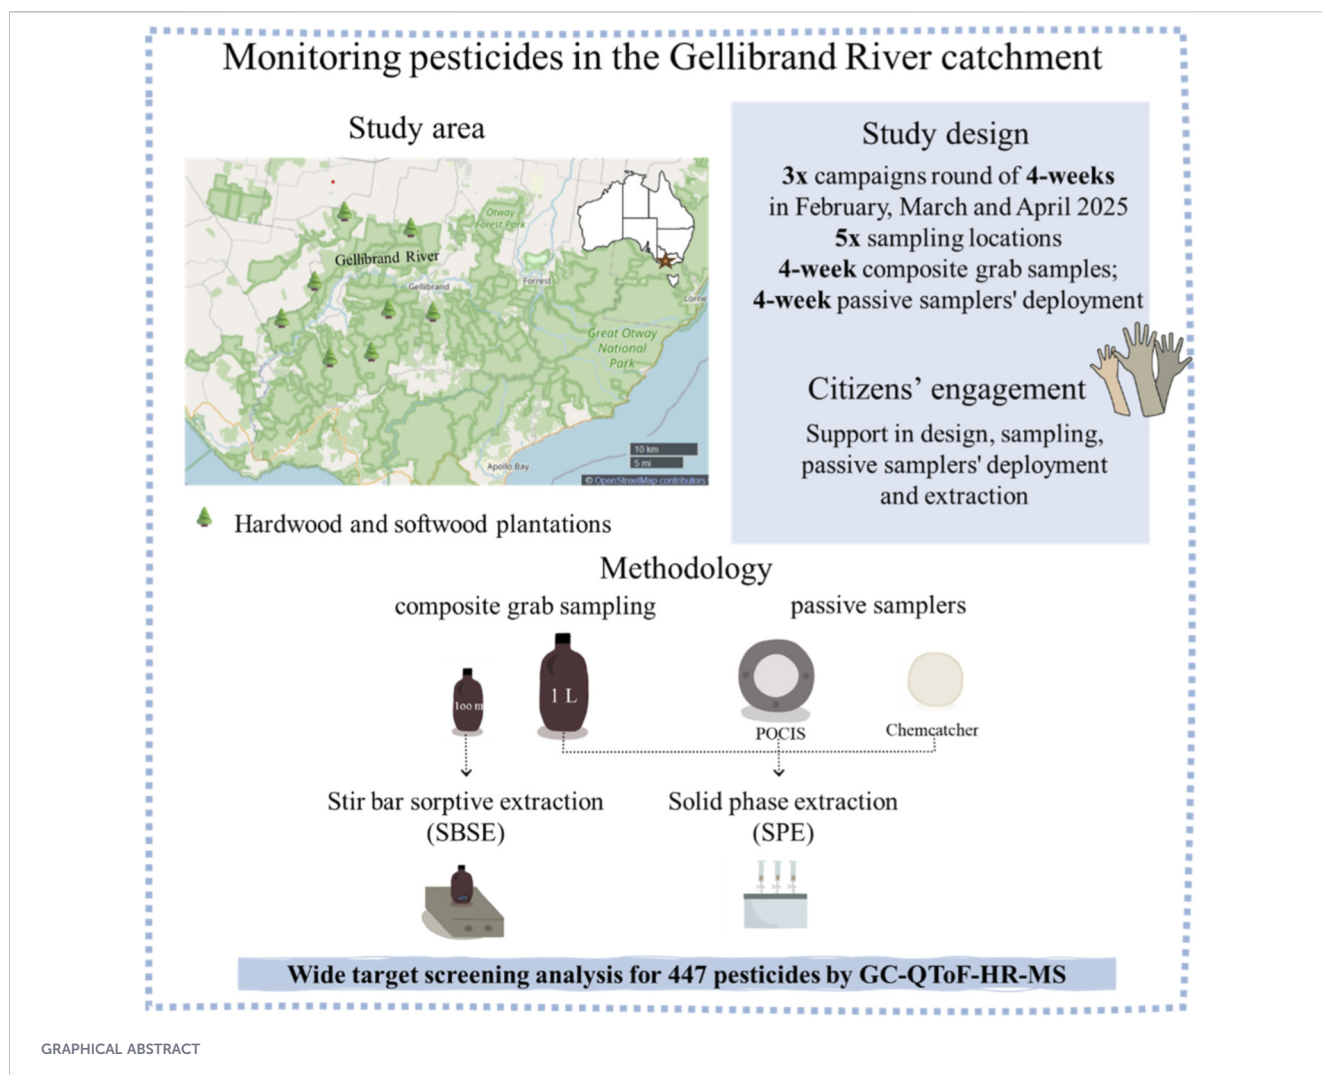 Monitoring pesticides in the Gellibrand River catchment
Study area
Otway
Forest Park
Gellibrand River
Gellibrand
Forrest
Lorne
Great Otway
National
Park
Apollo Bay
10 km
5 mi
© OpenStreetMap contributors
Hardwood and softwood plantations
Study design
3x campaigns round of 4-weeks
in February, March and April 2025
5x sampling locations
4-week composite grab samples;
4-week passive samplers' deployment
Citizens’ engagement
Support in design, sampling,
passive samplers' deployment
and extraction
Methodology
composite grab sampling
passive samplers
100 m
1 L
POCIS
Chemcatcher
Stir bar sorptive extraction
(SBSE)
Solid phase extraction
(SPE)
Wide target screening analysis for 447 pesticides by GC-QToF-HR-MS
GRAPHICAL ABSTRACT